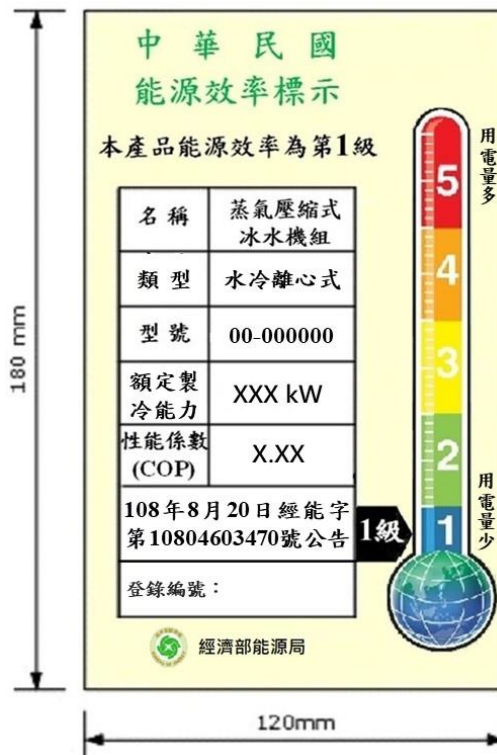 中華民國
能源效率標示
本產品能源效率為第1級
名稱
蒸氣壓縮式
冰水機組
類型
水冷離心式
型號
00-000000
額定製
冷能力
XXX kW
性能係數
(COP)
X.XX
108年8月20日經能字
第10804603470號公告
登錄編號：
經濟部能源局
用電量多
5
4
3
2
1
1級
用電量少
180 mm
120mm